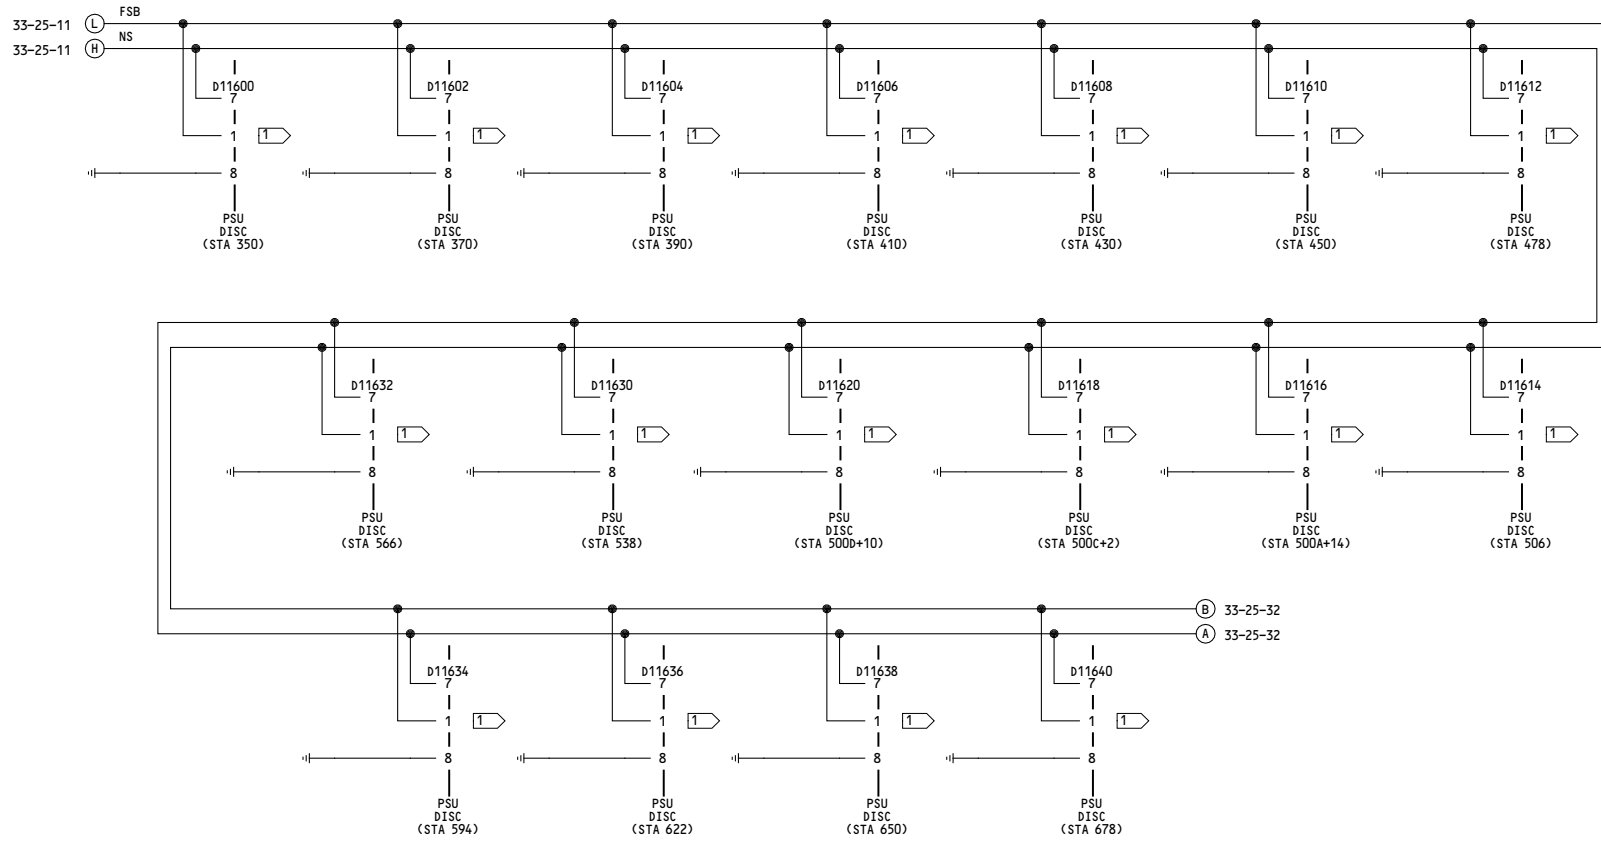 33-25-11 L FSB
33-25-11 H NS
D11600 D11602 D11604 D11606 D11608 D11610 D11612
7 7 7 7 7 7 7
1 1 1 1 1 1 1 1 1 1 1 1 1 1
8 8 8 8 8 8 8
PSU PSU PSU PSU PSU PSU PSU
DISC DISC DISC DISC DISC DISC DISC
(STA 350) (STA 370) (STA 390) (STA 410) (STA 430) (STA 450) (STA 478)
D11632 D11630 D11620 D11618 D11616 D11614
7 7 7 7 7 7
1 1 1 1 1 1 1 1 1 1 1 1
8 8 8 8 8 8
PSU PSU PSU PSU PSU PSU
DISC DISC DISC DISC DISC DISC
(STA 566) (STA 538) (STA 500D+10) (STA 500C+2) (STA 500A+14) (STA 506)
B 33-25-32
A 33-25-32
D11634 D11636 D11638 D11640
7 7 7 7
1 1 1 1 1 1 1 1
8 8 8 8
PSU PSU PSU PSU
DISC DISC DISC DISC
(STA 594) (STA 622) (STA 650) (STA 678)